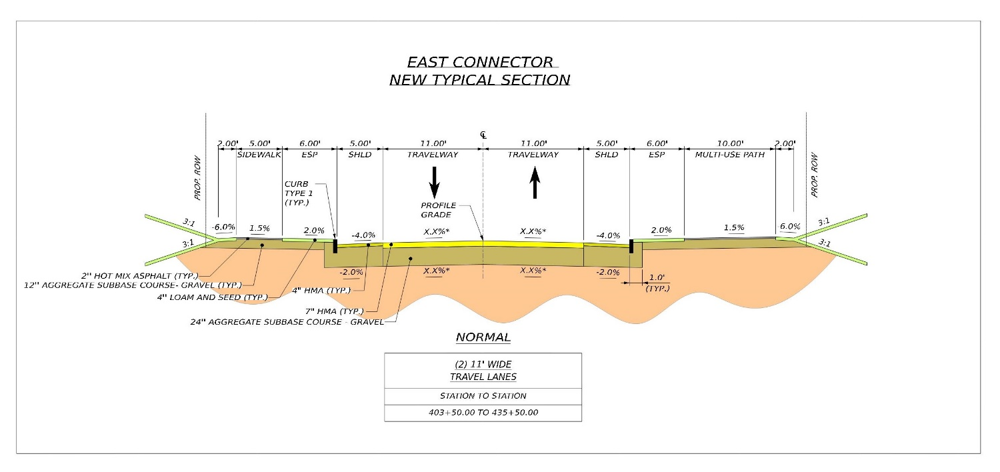 EAST CONNECTOR
NEW TYPICAL SECTION
℄
2.00' 5.00' 6.00' 5.00' 11.00' 11.00' 5.00' 6.00' 10.00' 2.00'
SIDEWALK ESP SHLD TRAVELWAY TRAVELWAY SHLD ESP MULTI-USE PATH
PROP. ROW
PROP. ROW
CURB
TYPE 1
(TYP.)
PROFILE
GRADE
3:1
3:1
-6.0% 1.5% 2.0% -4.0% X.X%* X.X%* -4.0% 2.0% 1.5% -6.0%
3:1
3:1
-2.0% X.X%* X.X%* -2.0%
1.0'
(TYP.)
2" HOT MIX ASPHALT (TYP.)
12" AGGREGATE SUBBASE COURSE- GRAVEL (TYP.)
4" LOAM AND SEED (TYP.)
4" HMA (TYP.)
7" HMA (TYP.)
24" AGGREGATE SUBBASE COURSE - GRAVEL
NORMAL
(2) 11' WIDE
TRAVEL LANES
STATION TO STATION
403+50.00 TO 435+50.00